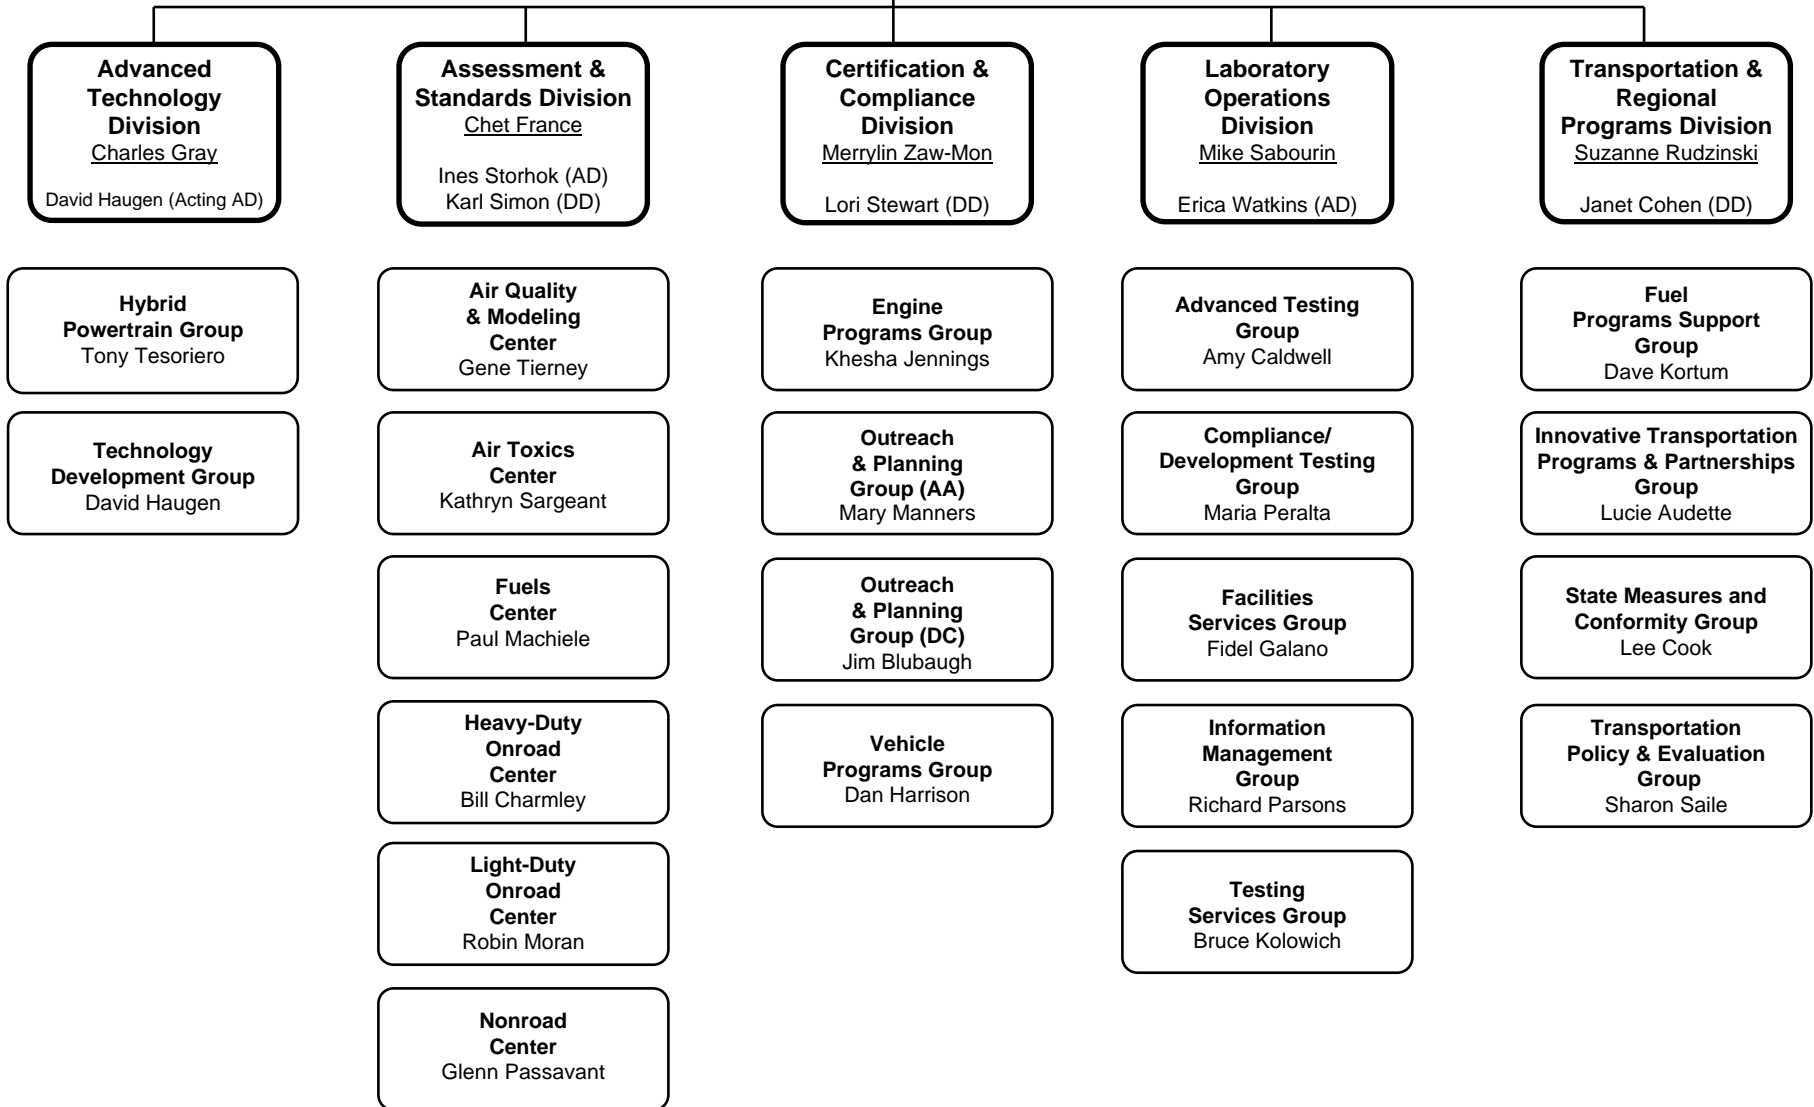 Advanced
Technology
Division
Charles Gray
David Haugen (Acting AD)
Assessment &
Standards Division
Chet France
Ines Storhok (AD)
Karl Simon (DD)
Certification &
Compliance
Division
Merrylin Zaw-Mon
Lori Stewart (DD)
Laboratory
Operations
Division
Mike Sabourin
Erica Watkins (AD)
Transportation &
Regional
Programs Division
Suzanne Rudzinski
Janet Cohen (DD)
Hybrid
Powertrain Group
Tony Tesoriero
Technology
Development Group
David Haugen
Air Quality
& Modeling
Center
Gene Tierney
Air Toxics
Center
Kathryn Sargeant
Fuels
Center
Paul Machiele
Heavy-Duty
Onroad
Center
Bill Charmley
Light-Duty
Onroad
Center
Robin Moran
Nonroad
Center
Glenn Passavant
Engine
Programs Group
Khesha Jennings
Outreach
& Planning
Group (AA)
Mary Manners
Outreach
& Planning
Group (DC)
Jim Blubaugh
Vehicle
Programs Group
Dan Harrison
Advanced Testing
Group
Amy Caldwell
Compliance/
Development Testing
Group
Maria Peralta
Facilities
Services Group
Fidel Galano
Information
Management
Group
Richard Parsons
Testing
Services Group
Bruce Kolowich
Fuel
Programs Support
Group
Dave Kortum
Innovative Transportation
Programs & Partnerships
Group
Lucie Audette
State Measures and
Conformity Group
Lee Cook
Transportation
Policy & Evaluation
Group
Sharon Saile